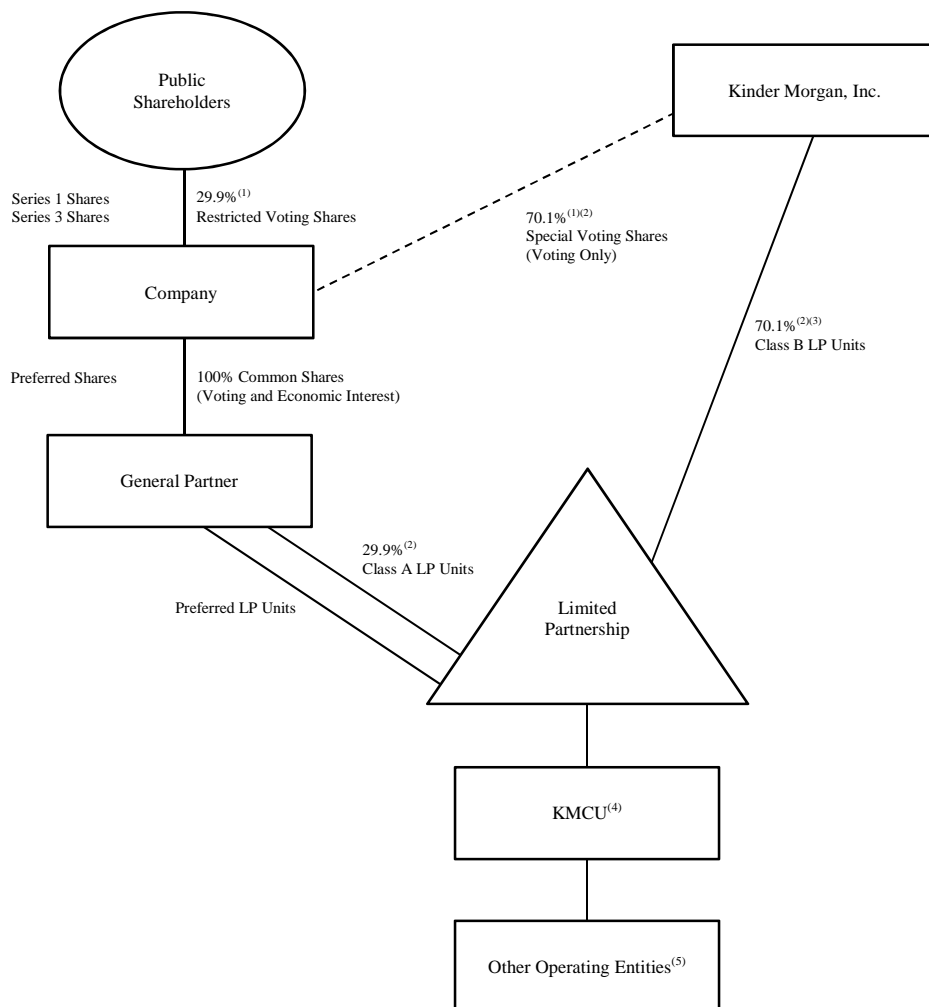 Public
Shareholders
Kinder Morgan, Inc.
Series 1 Shares
Series 3 Shares
29.9%(1)
Restricted Voting Shares
70.1%(1)(2)
Special Voting Shares
(Voting Only)
Company
70.1%(2)(3)
Class B LP Units
Preferred Shares
100% Common Shares
(Voting and Economic Interest)
General Partner
29.9%(2)
Class A LP Units
Preferred LP Units
Limited
Partnership
KMCU(4)
Other Operating Entities(5)